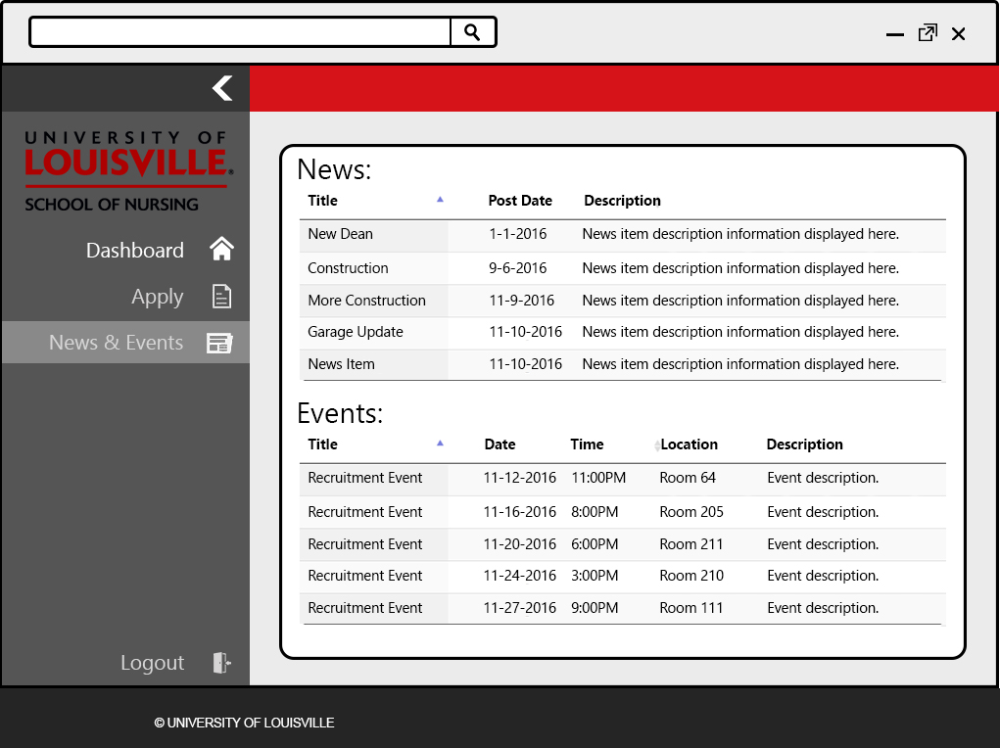 UNIVERSITY OF
LOUISVILLE.
SCHOOL OF NURSING
Dashboard
Apply
News & Events
Logout
News:
Title Post Date Description
New Dean 1-1-2016 News item description information displayed here.
Construction 9-6-2016 News item description information displayed here.
More Construction 11-9-2016 News item description information displayed here.
Garage Update 11-10-2016 News item description information displayed here.
News Item 11-10-2016 News item description information displayed here.
Events:
Title Date Time Location Description
Recruitment Event 11-12-2016 11:00PM Room 64 Event description.
Recruitment Event 11-16-2016 8:00PM Room 205 Event description.
Recruitment Event 11-20-2016 6:00PM Room 211 Event description.
Recruitment Event 11-24-2016 3:00PM Room 210 Event description.
Recruitment Event 11-27-2016 9:00PM Room 111 Event description.
© UNIVERSITY OF LOUISVILLE